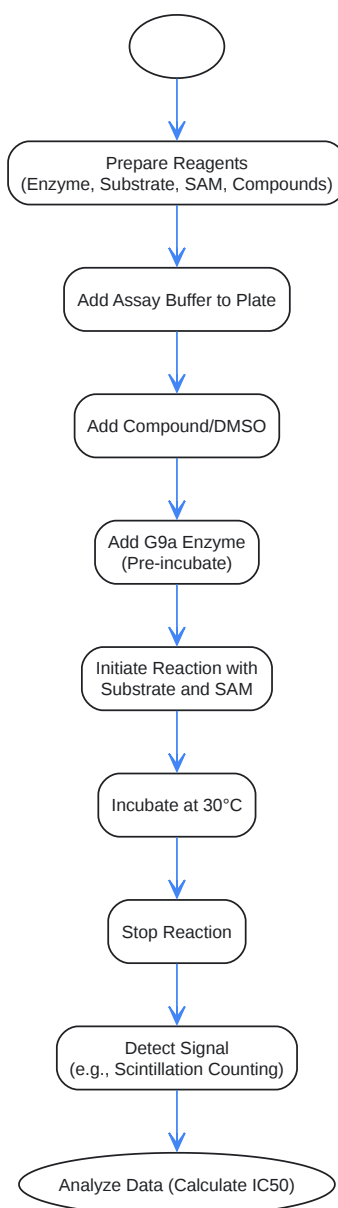 Prepare Reagents
(Enzyme, Substrate, SAM, Compounds)
Add Assay Buffer to Plate
Add Compound/DMSO
Add G9a Enzyme
(Pre-incubate)
Initiate Reaction with
Substrate and SAM
Incubate at 30°C
Stop Reaction
Detect Signal
(e.g., Scintillation Counting)
Analyze Data (Calculate IC50)